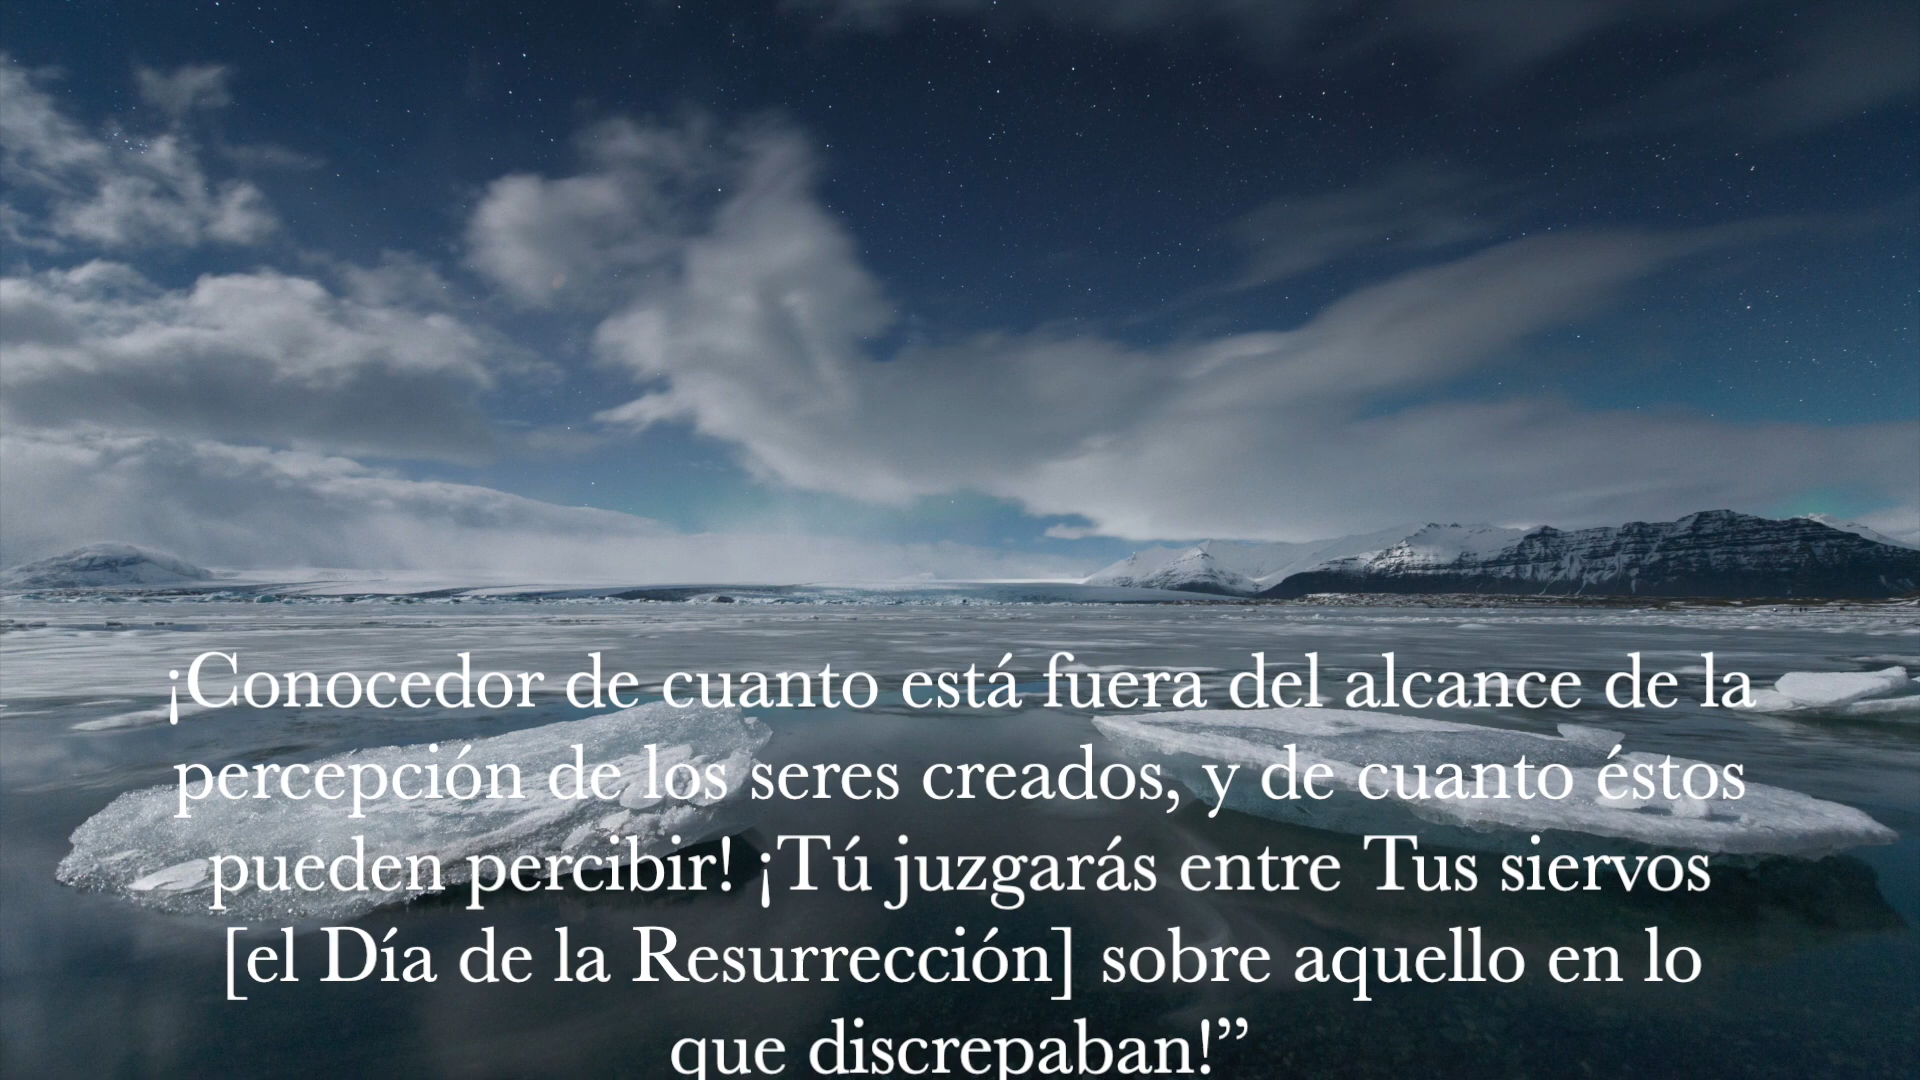 ¡Conocedor de cuanto está fuera del alcance de la
percepción de los seres creados, y de cuanto éstos
pueden percibir! ¡Tú juzgarás entre Tus siervos
[el Día de la Resurrección] sobre aquello en lo
que discrepaban!”